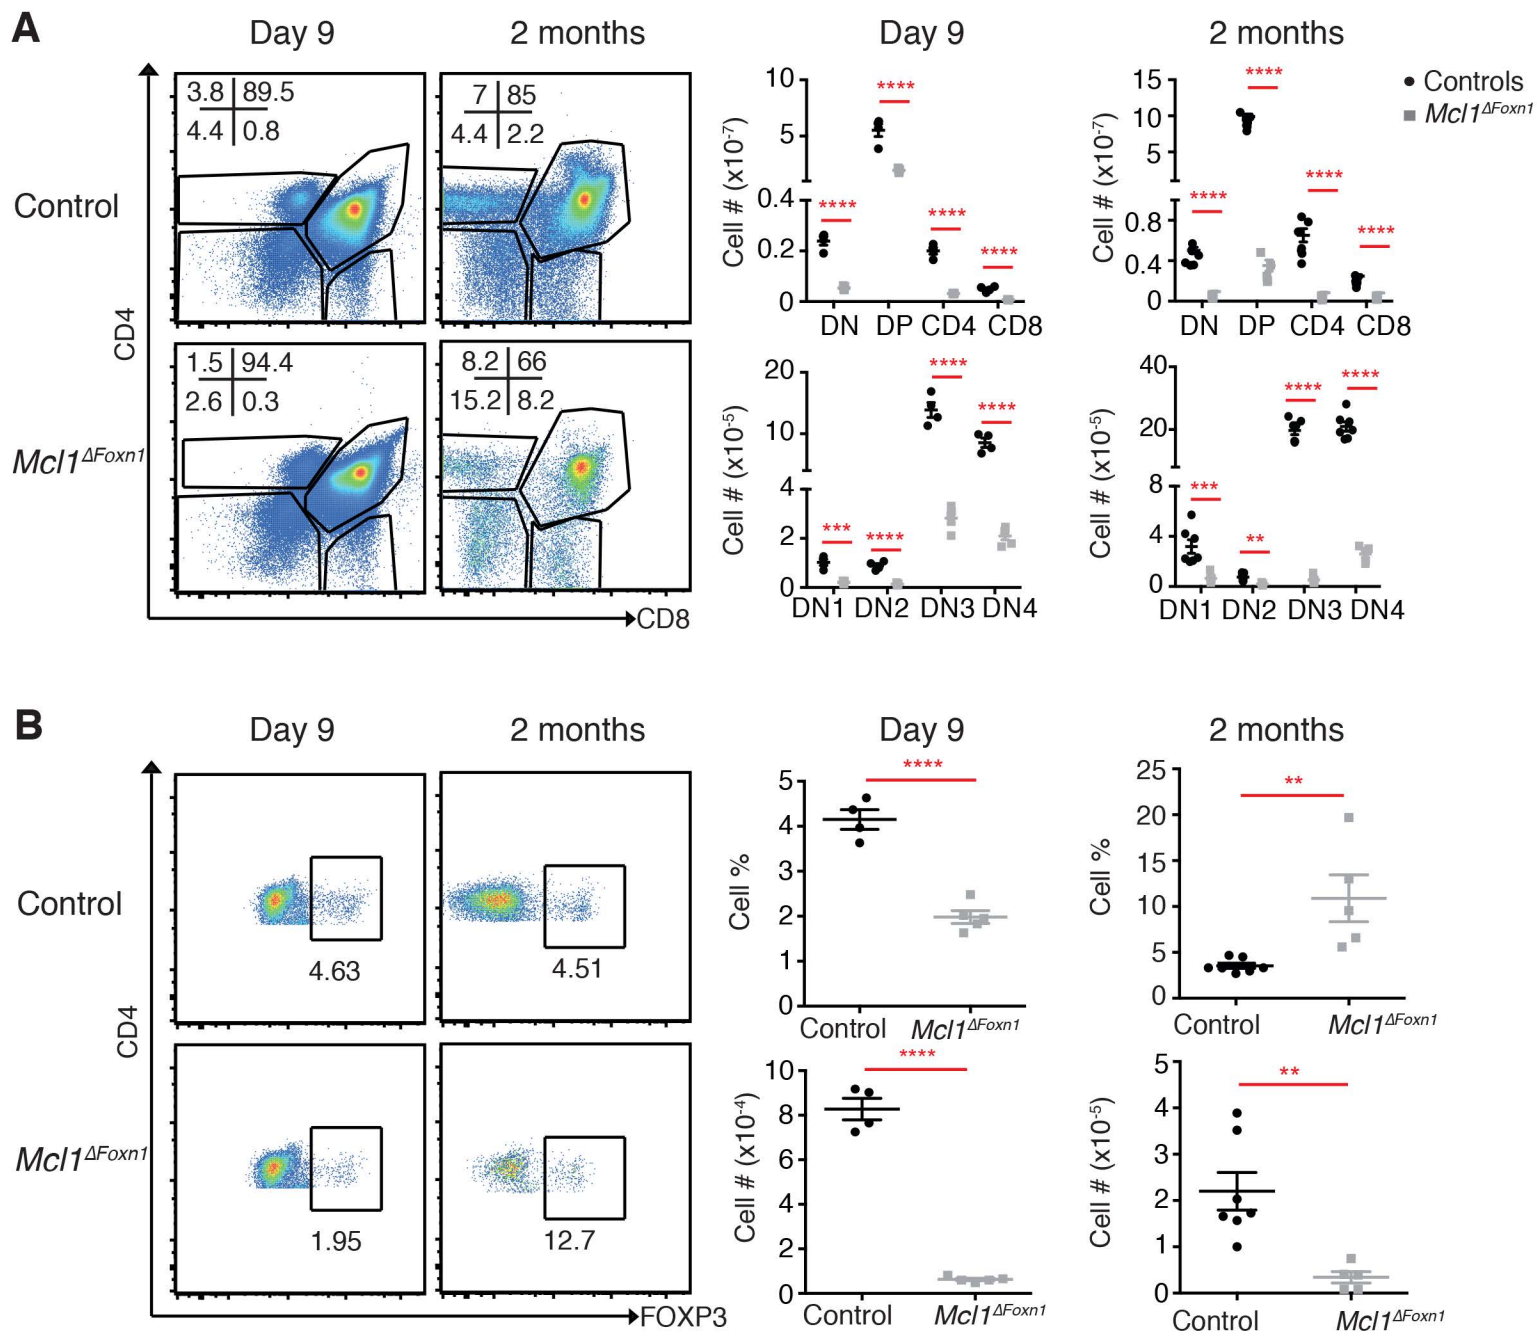 A
Day 9
2 months
Day 9
2 months
Controls
Mcl1ΔFoxn1
Control
3.8 89.5
4.4 0.8
7 85
4.4 2.2
Mcl1ΔFoxn1
1.5 94.4
2.6 0.3
8.2 66
15.2 8.2
CD4
CD8
Cell # (x10-7)
10
5
0.4
0.2
0
****
****
****
****
DN DP CD4 CD8
Cell # (x10-7)
15
10
5
0.8
0.4
0
****
****
****
****
DN DP CD4 CD8
Cell # (x10-5)
20
10
4
2
0
***
****
****
****
DN1 DN2 DN3 DN4
Cell # (x10-5)
40
20
8
4
0
***
**
****
****
DN1 DN2 DN3 DN4
B
Day 9
2 months
Day 9
2 months
Control
4.63
4.51
Mcl1ΔFoxn1
1.95
12.7
CD4
FOXP3
Cell %
5
4
3
2
1
0
****
Control Mcl1ΔFoxn1
Cell %
25
20
15
10
5
0
**
Control Mcl1ΔFoxn1
Cell # (x10-4)
10
8
6
4
2
0
****
Control Mcl1ΔFoxn1
Cell # (x10-5)
5
4
3
2
1
0
**
Control Mcl1ΔFoxn1